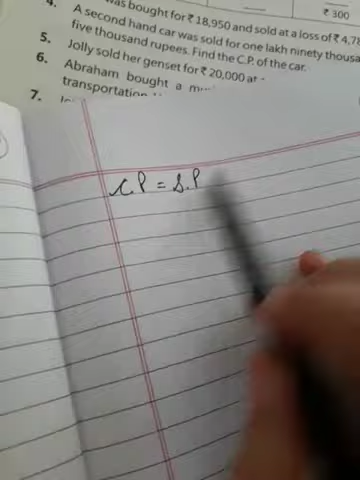 ₹ 300
4. was bought for ₹ 18,950 and sold at a loss of ₹ 4,78
A second hand car was sold for one lakh ninety thousa
5. five thousand rupees. Find the C.P. of the car.
Jolly sold her genset for ₹ 20,000 at
6. Abraham bought a mu
transportation
7.
C.P = S.P